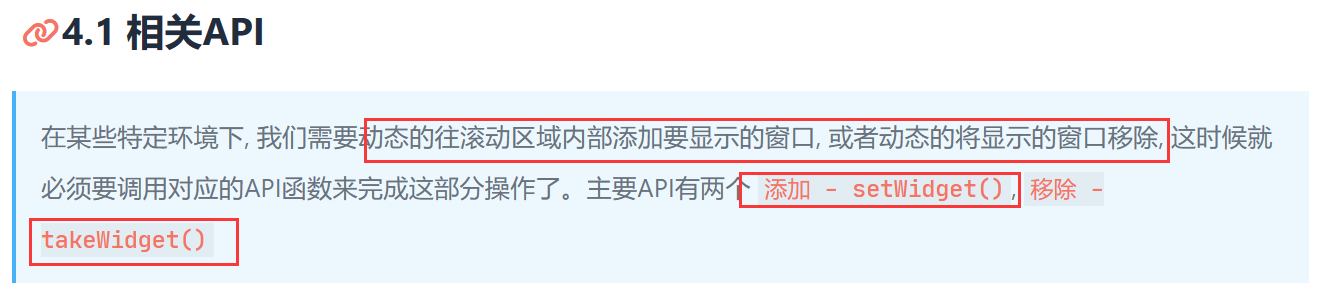 4.1 相关API
在某些特定环境下, 我们需要动态的往滚动区域内部添加要显示的窗口, 或者动态的将显示的窗口移除, 这时候就
必须要调用对应的API函数来完成这部分操作了。主要API有两个 添加 - setWidget(), 移除 -
takeWidget()